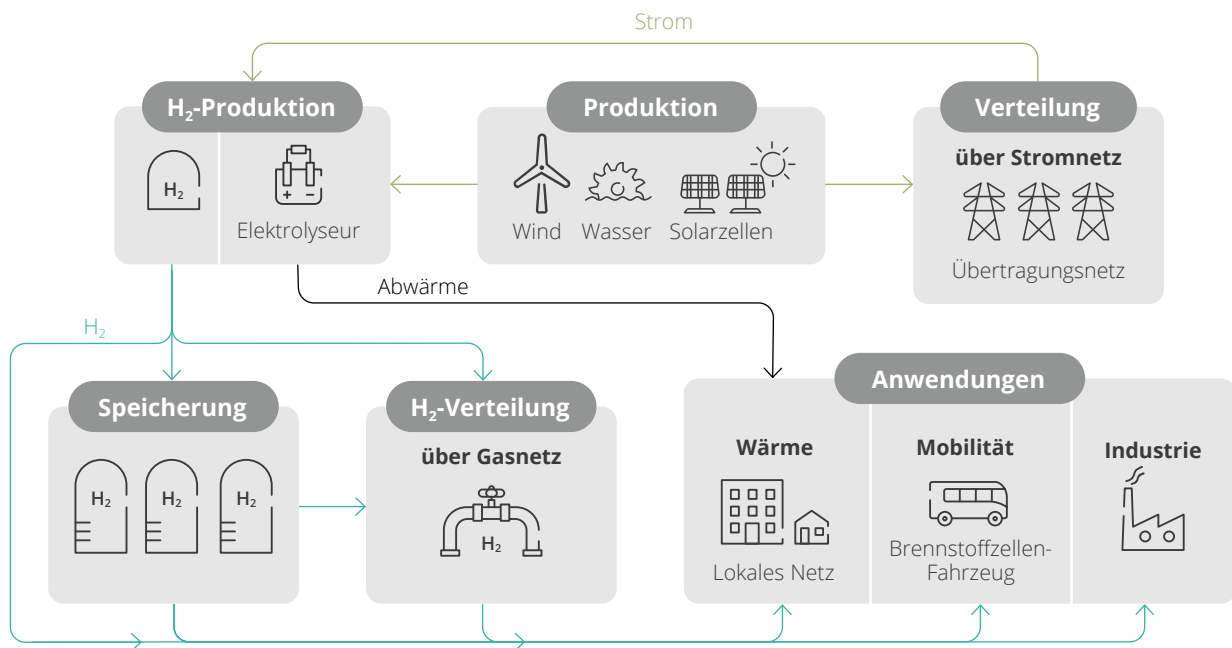 Strom
H₂-Produktion
Produktion
Verteilung
über Stromnetz
H₂
Elektrolyseur
Wind
Wasser
Solarzellen
Übertragungsnetz
Abwärme
H₂
Anwendungen
Speicherung
H₂-Verteilung
über Gasnetz
Wärme
Mobilität
Industrie
H₂
H₂
H₂
H₂
Lokales Netz
Brennstoffzellen-
Fahrzeug